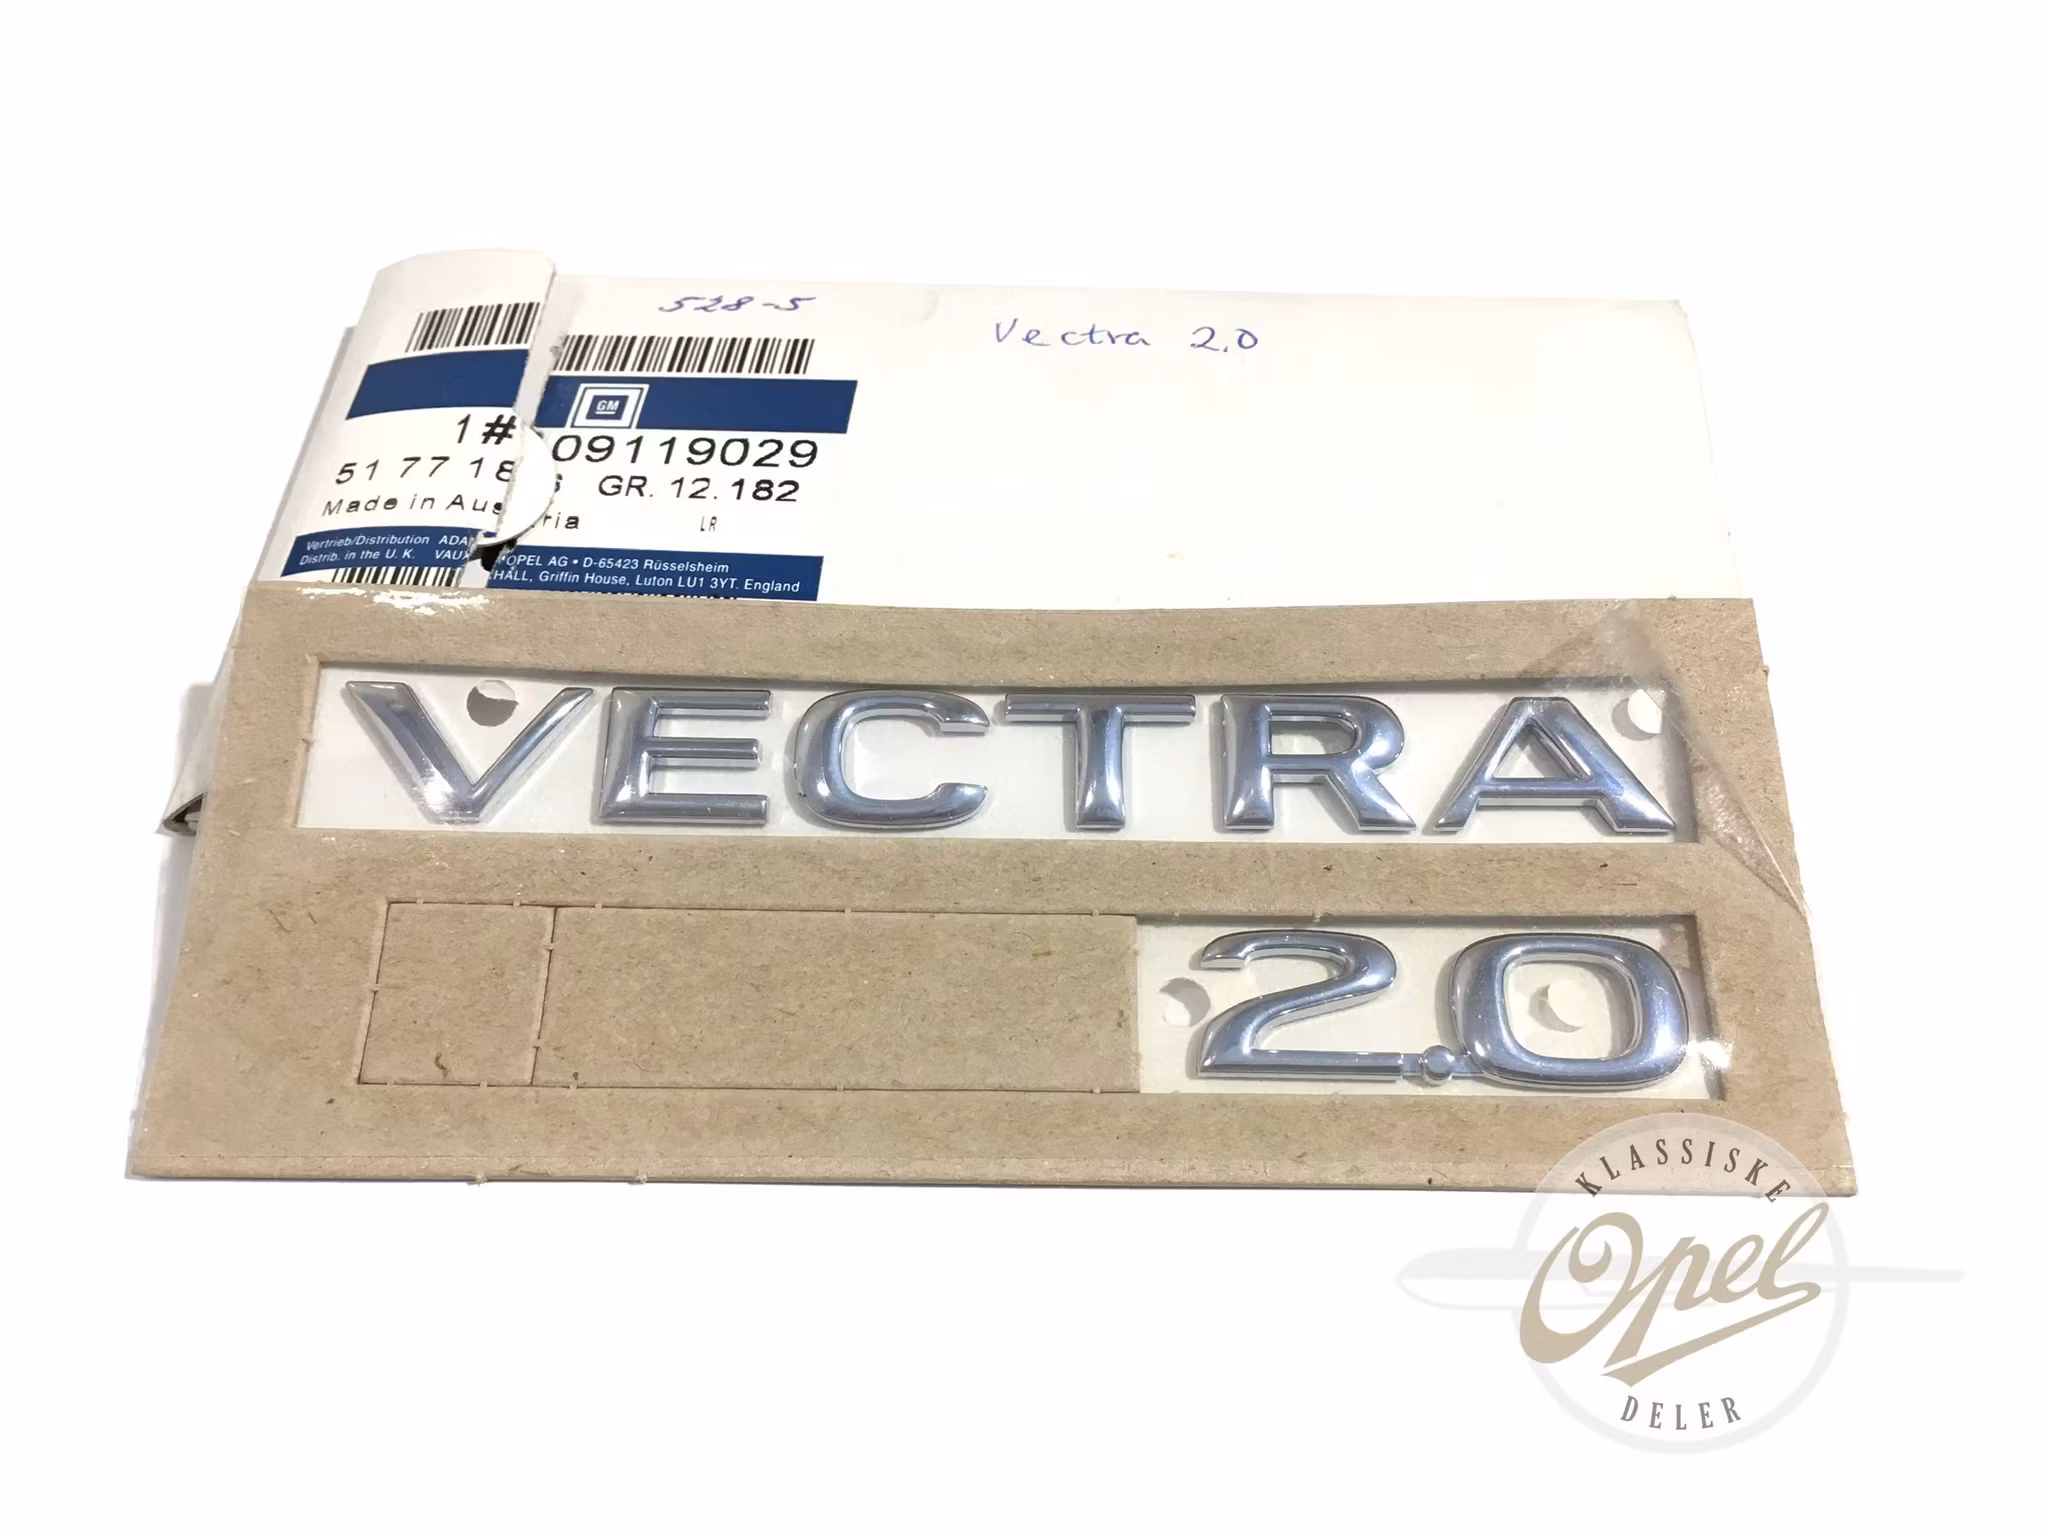 528-5
Vectra 2.0
GM
1# 09119029
51 77 18 GR. 12. 182
Made in Aus ria LR
Vertrieb/Distribution ADA OPEL AG • D-65423 Rüsselsheim
Distrib. in the U. K. VAUX HALL, Griffin House, Luton LU1 3YT. England
VECTRA
2.0
KLASSISKE
Opel
DELER